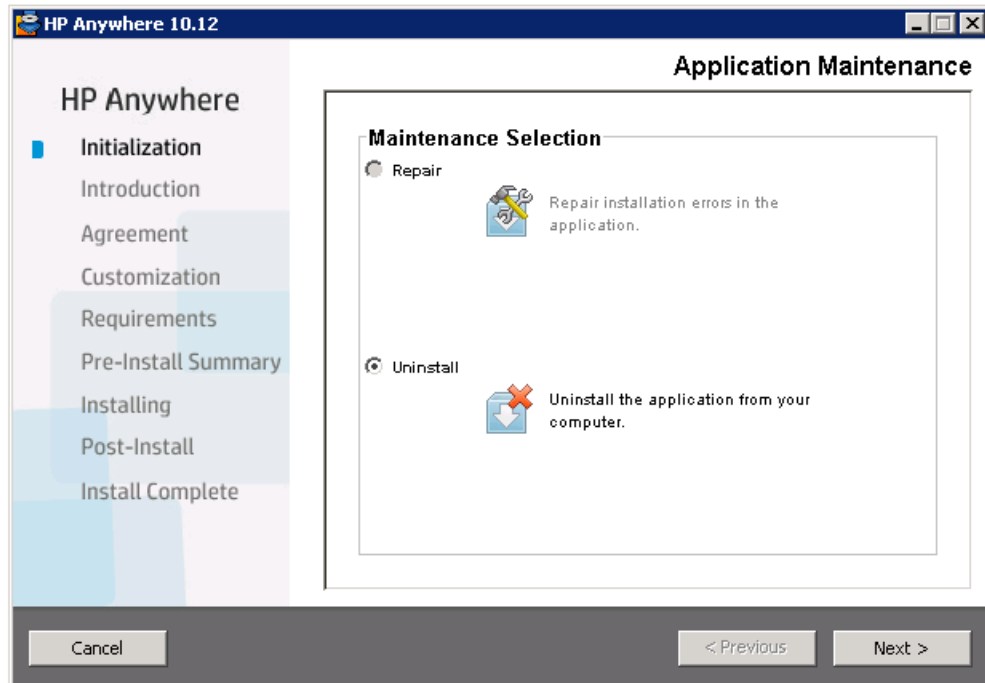 HP Anywhere 10.12
Application Maintenance
HP Anywhere
Initialization
Introduction
Agreement
Customization
Requirements
Pre-Install Summary
Installing
Post-Install
Install Complete
Maintenance Selection
Repair
Repair installation errors in the
application.
Uninstall
Uninstall the application from your
computer.
Cancel
< Previous
Next >